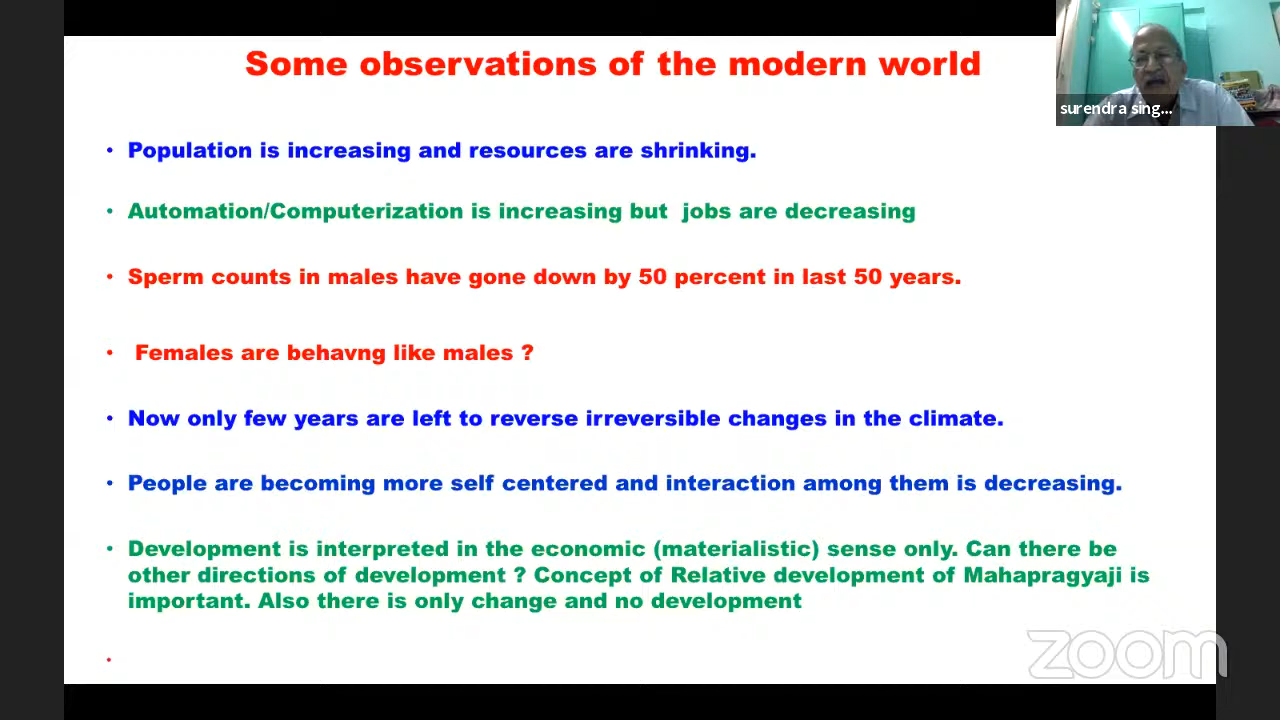 Some observations of the modern world
surendra sing...
• Population is increasing and resources are shrinking.
• Automation/Computerization is increasing but jobs are decreasing
• Sperm counts in males have gone down by 50 percent in last 50 years.
• Females are behavng like males ?
• Now only few years are left to reverse irreversible changes in the climate.
• People are becoming more self centered and interaction among them is decreasing.
• Development is interpreted in the economic (materialistic) sense only. Can there be
other directions of development ? Concept of Relative development of Mahapragyaji is
important. Also there is only change and no development
•
zoom